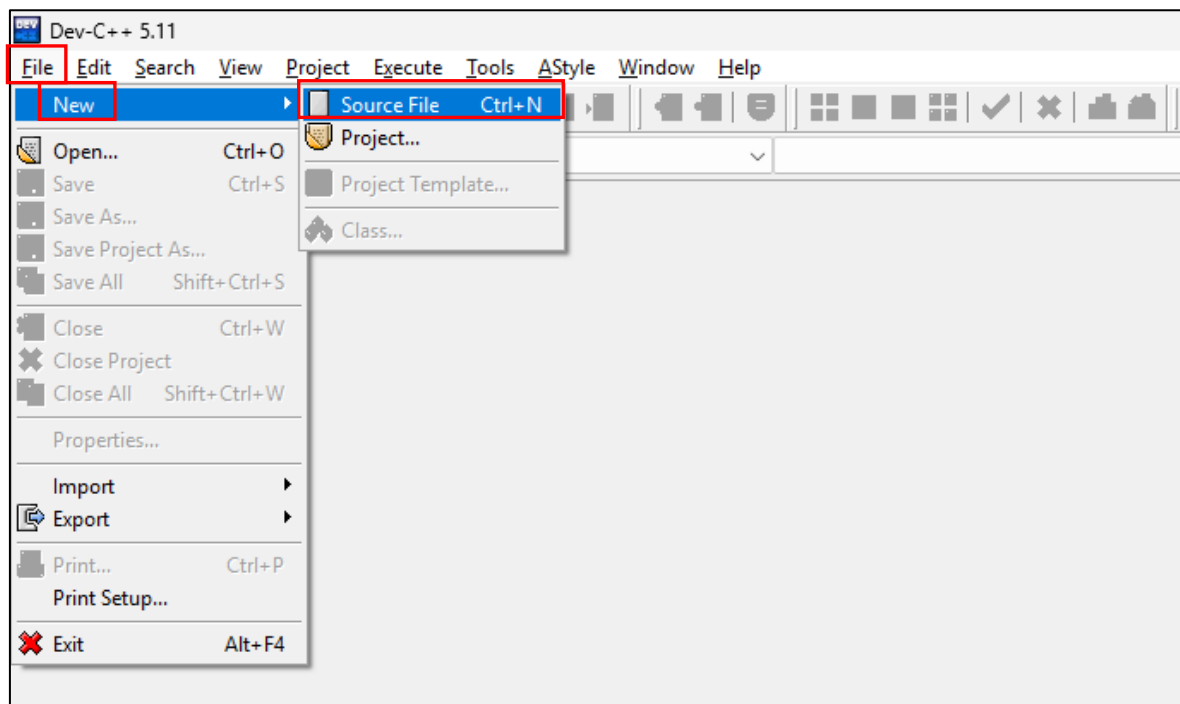 DEV
Dev-C++ 5.11
File Edit Search View Project Execute Tools AStyle Window Help
New
Source File Ctrl+N
Project...
Project Template...
Class...
Open... Ctrl+O
Save Ctrl+S
Save As...
Save Project As...
Save All Shift+Ctrl+S
Close Ctrl+W
Close Project
Close All Shift+Ctrl+W
Properties...
Import
Export
Print... Ctrl+P
Print Setup...
Exit Alt+F4